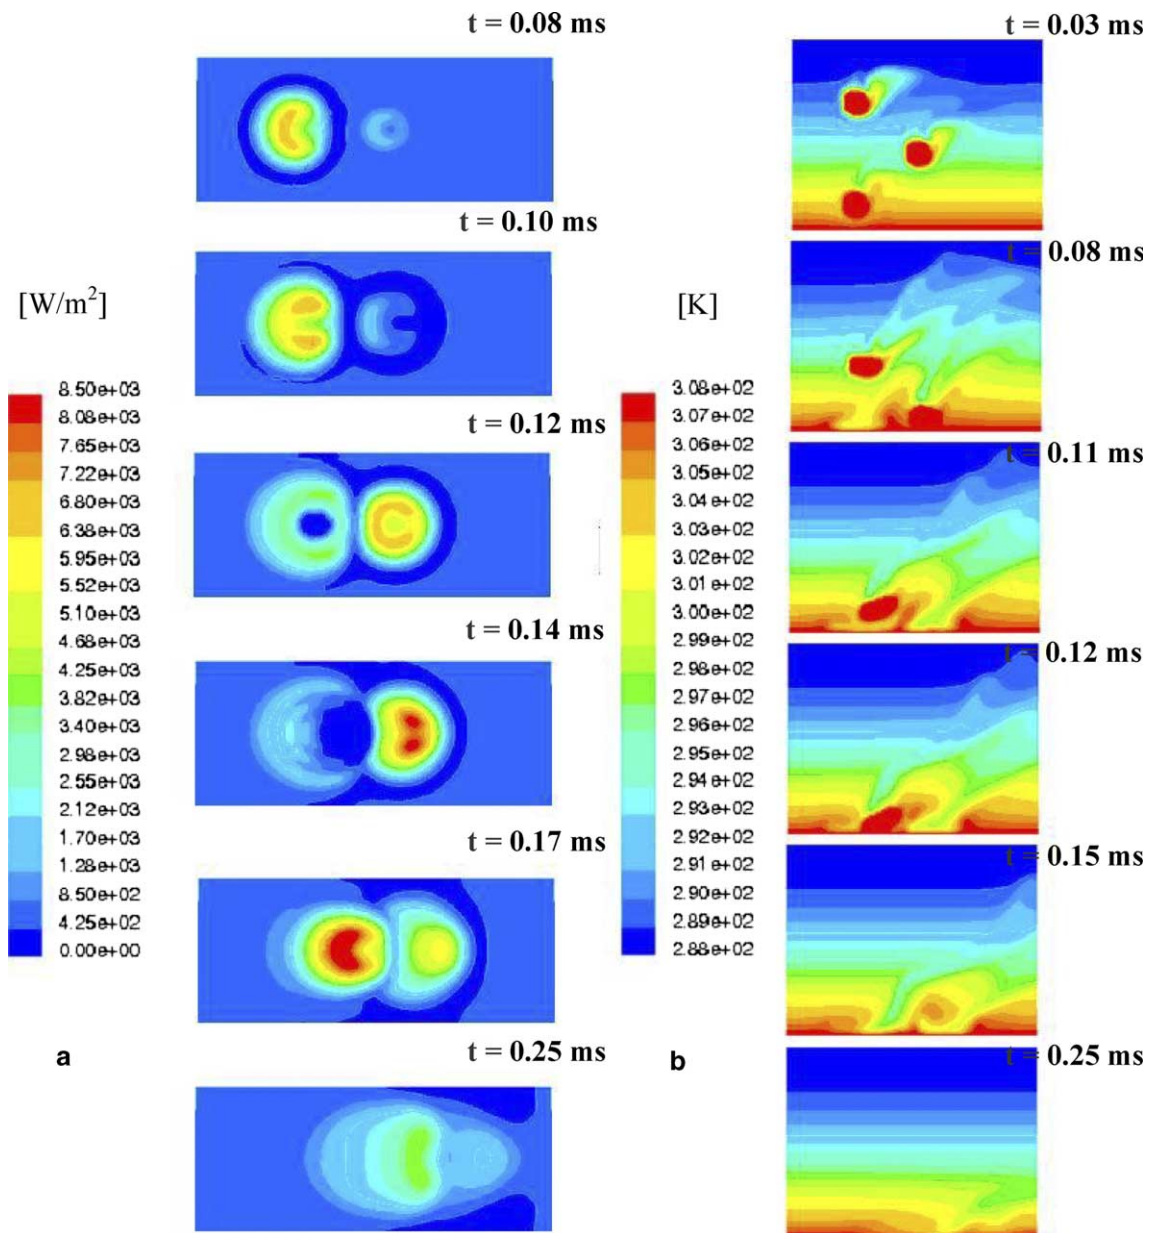 t = 0.08 ms
t = 0.10 ms
[W/m²]
8.50e+03
8.08e+03
7.65e+03
7.22e+03
6.80e+03
6.38e+03
5.95e+03
5.52e+03
5.10e+03
4.68e+03
4.25e+03
3.82e+03
3.40e+03
2.98e+03
2.55e+03
2.12e+03
1.70e+03
1.28e+03
8.50e+02
4.25e+02
0.00e+00
t = 0.12 ms
t = 0.14 ms
t = 0.17 ms
a
t = 0.25 ms
t = 0.03 ms
t = 0.08 ms
[K]
3.08e+02
3.07e+02
3.06e+02
3.05e+02
3.04e+02
3.03e+02
3.02e+02
3.01e+02
3.00e+02
2.99e+02
2.98e+02
2.97e+02
2.96e+02
2.95e+02
2.94e+02
2.93e+02
2.92e+02
2.91e+02
2.90e+02
2.89e+02
2.88e+02
t = 0.11 ms
t = 0.12 ms
t = 0.15 ms
b
t = 0.25 ms